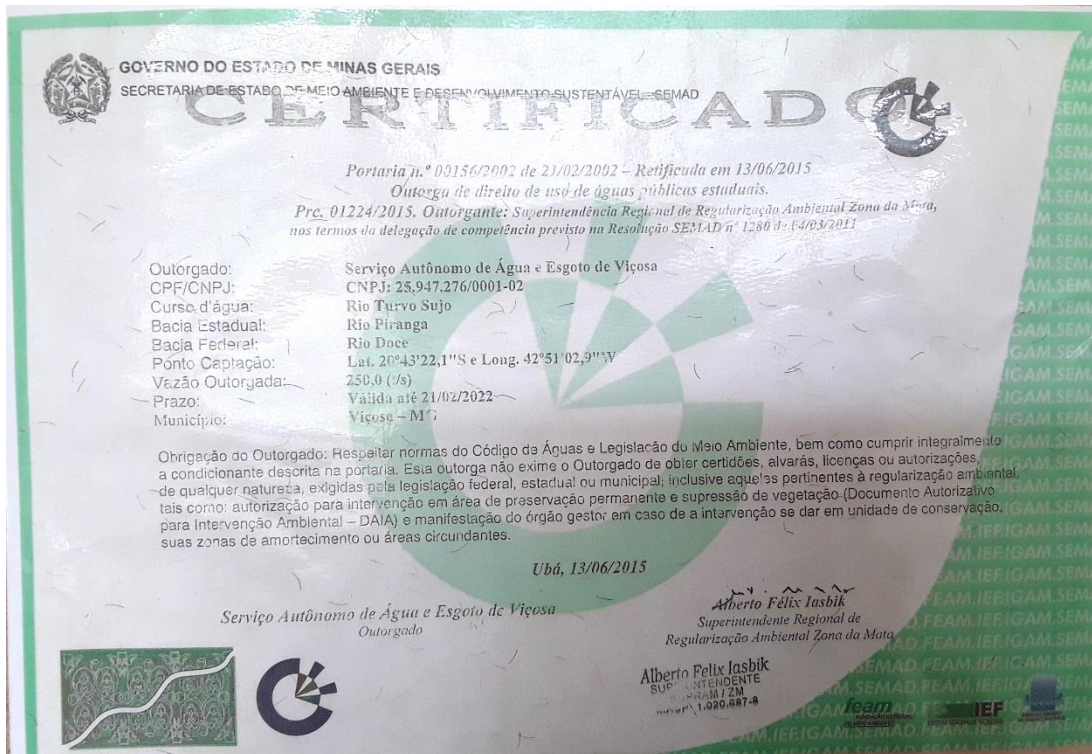 GOVERNO DO ESTADO DE MINAS GERAIS
SECRETARIA DE ESTADO DE MEIO AMBIENTE E DESENVOLVIMENTO SUSTENTÁVEL - SEMAD
CERTIFICADO
Portaria n.º 00156/2002 de 21/02/2002 – Retificada em 13/06/2015
Outorga de direito de uso de águas públicas estaduais.
Prc. 01224/2015. Outorgante: Superintendência Regional de Regularização Ambiental Zona da Mata,
nos termos da delegação de competência previsto na Resolução SEMAD nº 1280 de 04/03/2011
Outorgado: Serviço Autônomo de Água e Esgoto de Viçosa
CPF/CNPJ: CNPJ: 25,947.276/0001-02
Curso d'água: Rio Turvo Sujo
Bacia Estadual: Rio Piranga
Bacia Federal: Rio Doce
Ponto Captação: Lat. 20°43'22,1"S e Long. 42°51'02,9"W
Vazão Outorgada: 250,0 (l/s)
Prazo: Válida até 21/02/2022
Município: Viçosa – MG
Obrigação do Outorgado: Respeitar normas do Código de Águas e Legislação do Meio Ambiente, bem como cumprir integralmente
a condicionante descrita na portaria. Esta outorga não exime o Outorgado de obter certidões, alvarás, licenças ou autorizações,
de qualquer natureza, exigidas pela legislação federal, estadual ou municipal; inclusive aquelas pertinentes à regularização ambiental,
tais como: autorização para intervenção em área de preservação permanente e supressão de vegetação (Documento Autorizativo
para Intervenção Ambiental – DAIA) e manifestação do órgão gestor em caso de a intervenção se dar em unidade de conservação,
suas zonas de amortecimento ou áreas circundantes.
Ubá, 13/06/2015
Serviço Autônomo de Água e Esgoto de Viçosa
Outorgado
Alberto Félix Iasbik
Superintendente Regional de
Regularização Ambiental Zona da Mata
Alberto Felix Iasbik
SUPERINTENDENTE
SUPRAM / ZM
MASP 1.020.697-8
feam
IEF